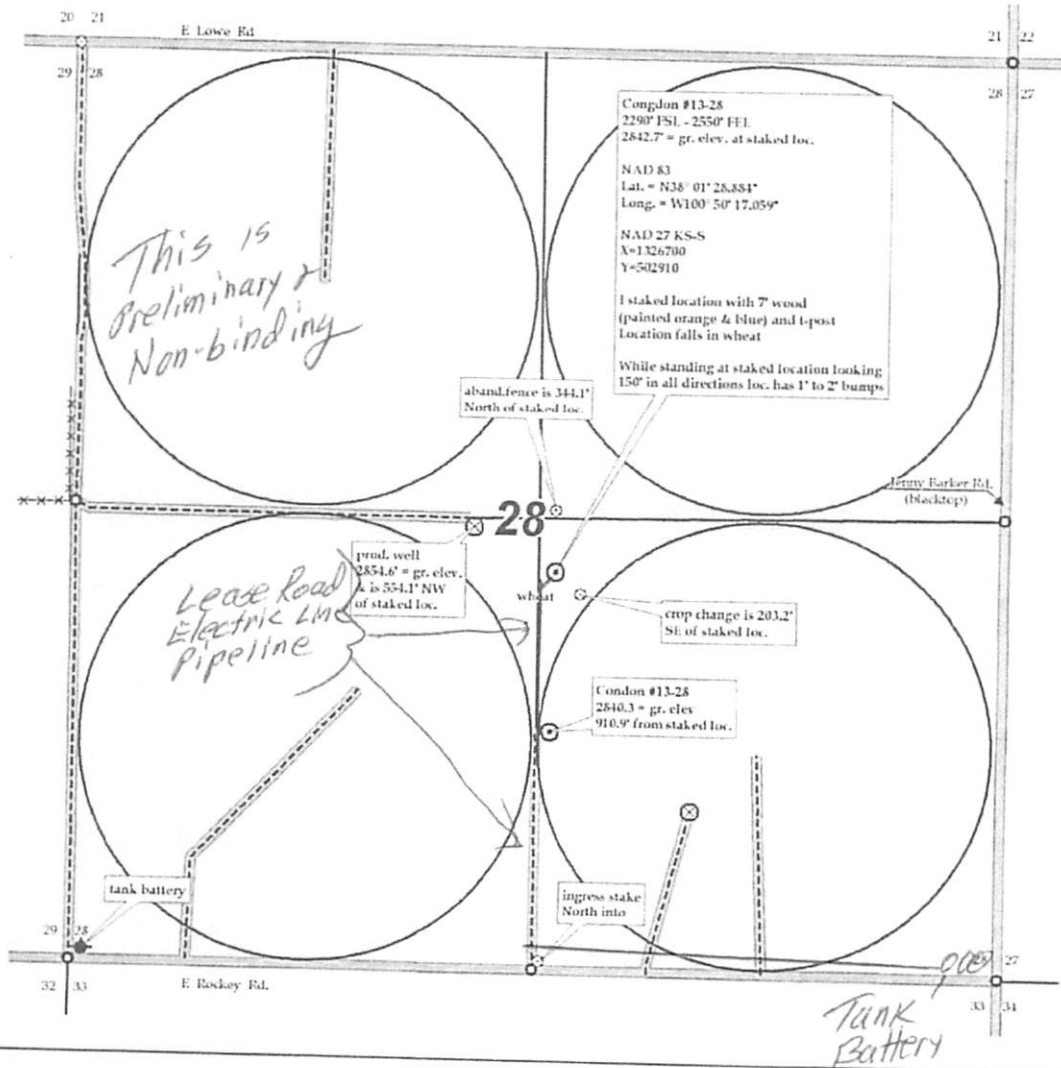 20 21
E Lowe Rd
21 22
29 28
28 27
Congdon #13-28
2290' FSL - 2550' FEL
2842.7' = gr. elev. at staked loc.
NAD 83
Lat. = N38° 01' 28.884"
Long. = W100° 50' 17.059"
NAD 27 KS-S
X=1326700
Y=502910
I staked location with 7' wood
(painted orange & blue) and t-post
Location falls in wheat
While standing at staked location looking
150' in all directions loc. has 1' to 2' bumps
This is
Preliminary &
Non-binding
aband.fence is 344.1'
North of staked loc.
Jenny Barker Rd.
(blacktop)
28
prod. well
2854.6' = gr. elev.
& is 554.1' NW
of staked loc.
wheat
crop change is 203.2'
SE of staked loc.
Lease Road
Electric Line
Pipeline
Condon #13-28
2840.3 = gr. elev
910.9' from staked loc.
tank battery
ingress stake
North into
29 28
27
32 33
E Rockey Rd.
33 34
Tank
Battery